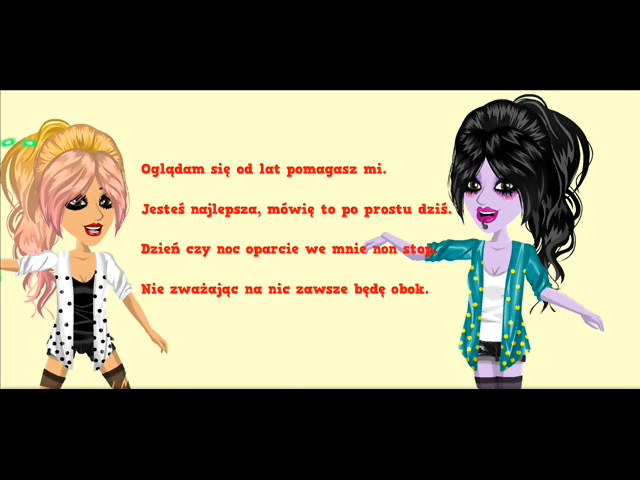 Oglądam się od lat pomagasz mi.
Jesteś najlepsza, mówię to po prostu dziś.
Dzień czy noc oparcie we mnie non stop.
Nie zważając na nic zawsze będę obok.